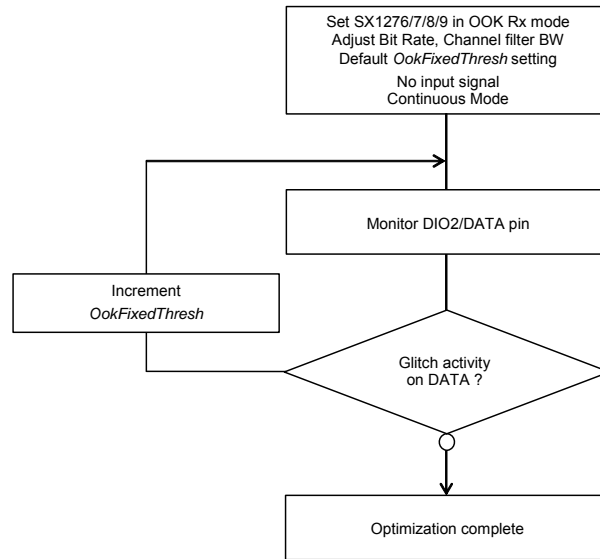 Set SX1276/7/8/9 in OOK Rx mode
Adjust Bit Rate, Channel filter BW
Default OokFixedThresh setting
No input signal
Continuous Mode
Monitor DIO2/DATA pin
Increment
OokFixedThresh
Glitch activity
on DATA ?
Optimization complete